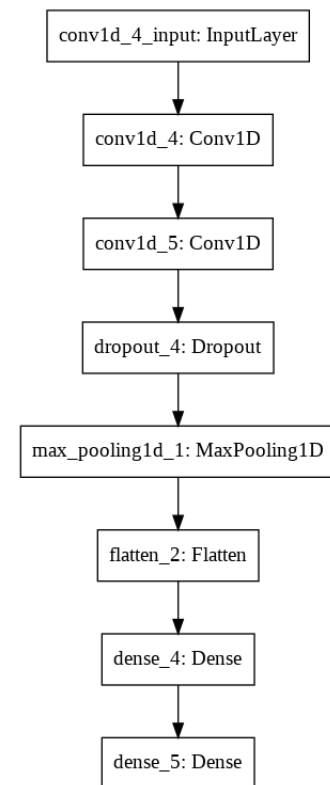 conv1d_4_input: InputLayer
conv1d_4: Conv1D
conv1d_5: Conv1D
dropout_4: Dropout
max_pooling1d_1: MaxPooling1D
flatten_2: Flatten
dense_4: Dense
dense_5: Dense